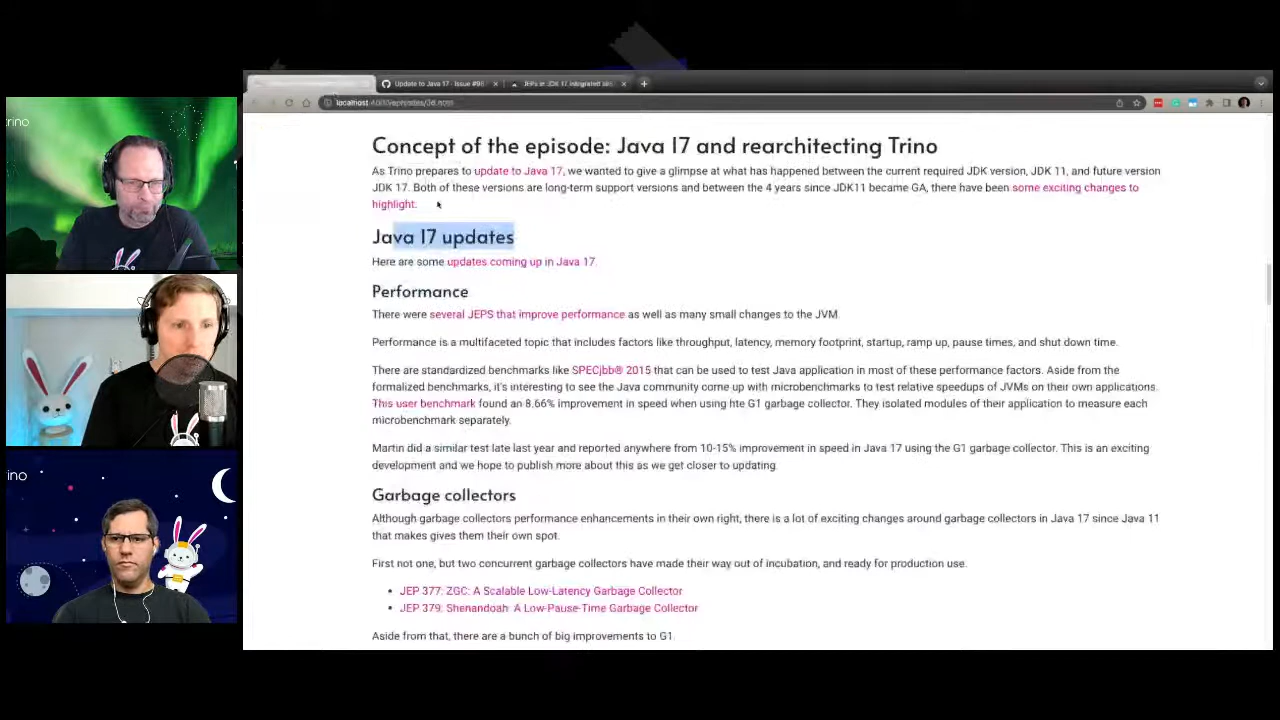 rino
ino
Update to Java 17 · Issue #96
JEPs in JDK 17 integrated sin
Concept of the episode: Java 17 and rearchitecting Trino
As Trino prepares to update to Java 17, we wanted to give a glimpse at what has happened between the current required JDK version, JDK 11, and future version
JDK 17. Both of these versions are long-term support versions and between the 4 years since JDK11 became GA, there have been some exciting changes to
highlight.
Java 17 updates
Here are some updates coming up in Java 17.
Performance
There were several JEPS that improve performance as well as many small changes to the JVM.
Performance is a multifaceted topic that includes factors like throughput, latency, memory footprint, startup, ramp up, pause times, and shut down time.
There are standardized benchmarks like SPECjbb® 2015 that can be used to test Java application in most of these performance factors. Aside from the
formalized benchmarks, it's interesting to see the Java community come up with microbenchmarks to test relative speedups of JVMs on their own applications.
This user benchmark found an 8.66% improvement in speed when using hte G1 garbage collector. They isolated modules of their application to measure each
microbenchmark separately.
Martin did a similar test late last year and reported anywhere from 10-15% improvement in speed in Java 17 using the G1 garbage collector. This is an exciting
development and we hope to publish more about this as we get closer to updating.
Garbage collectors
Although garbage collectors performance enhancements in their own right, there is a lot of exciting changes around garbage collectors in Java 17 since Java 11
that makes gives them their own spot.
First not one, but two concurrent garbage collectors have made their way out of incubation, and ready for production use.
• JEP 377: ZGC: A Scalable Low-Latency Garbage Collector
• JEP 379: Shenandoah: A Low-Pause-Time Garbage Collector
Aside from that, there are a bunch of big improvements to G1.